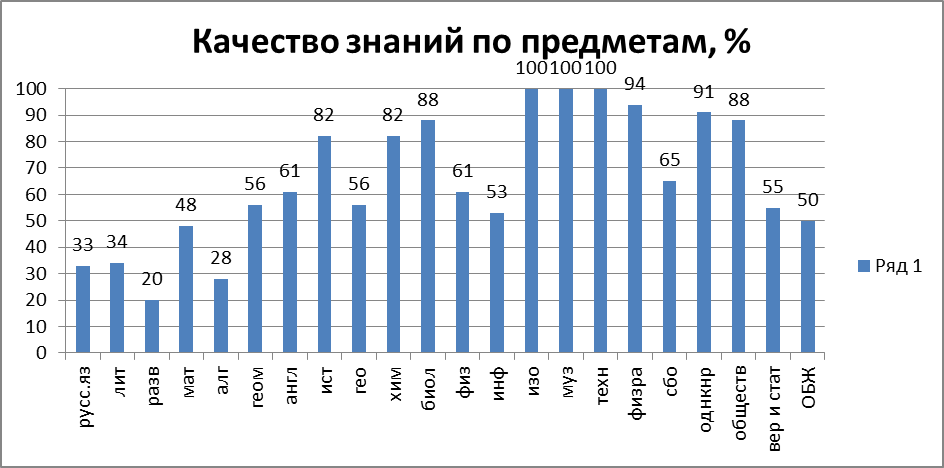 Качество знаний по предметам, %
100
90
80
70
60
50
40
30
20
10
0
33
34
20
48
28
56
61
82
56
82
88
61
53
100
100
100
94
65
91
88
55
50
русс.яз
лит
разв
мат
алг
геом
англ
ист
гео
хим
биол
физ
инф
изо
муз
техн
физра
сбо
однкнр
обществ
вер и стат
ОБЖ
Ряд 1